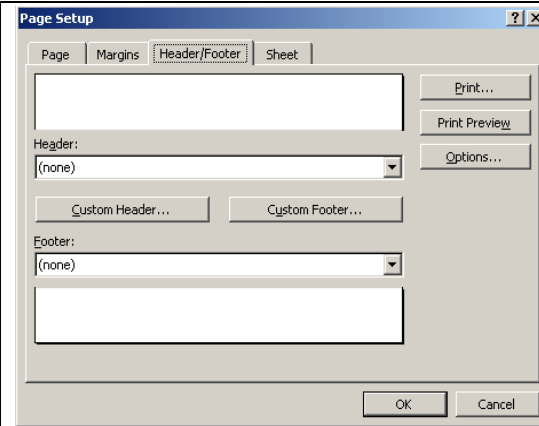 Page Setup
Page Margins Header/Footer Sheet
Print...
Print Preview
Header:
Options...
(none)
Custom Header... Custom Footer...
Footer:
(none)
OK Cancel